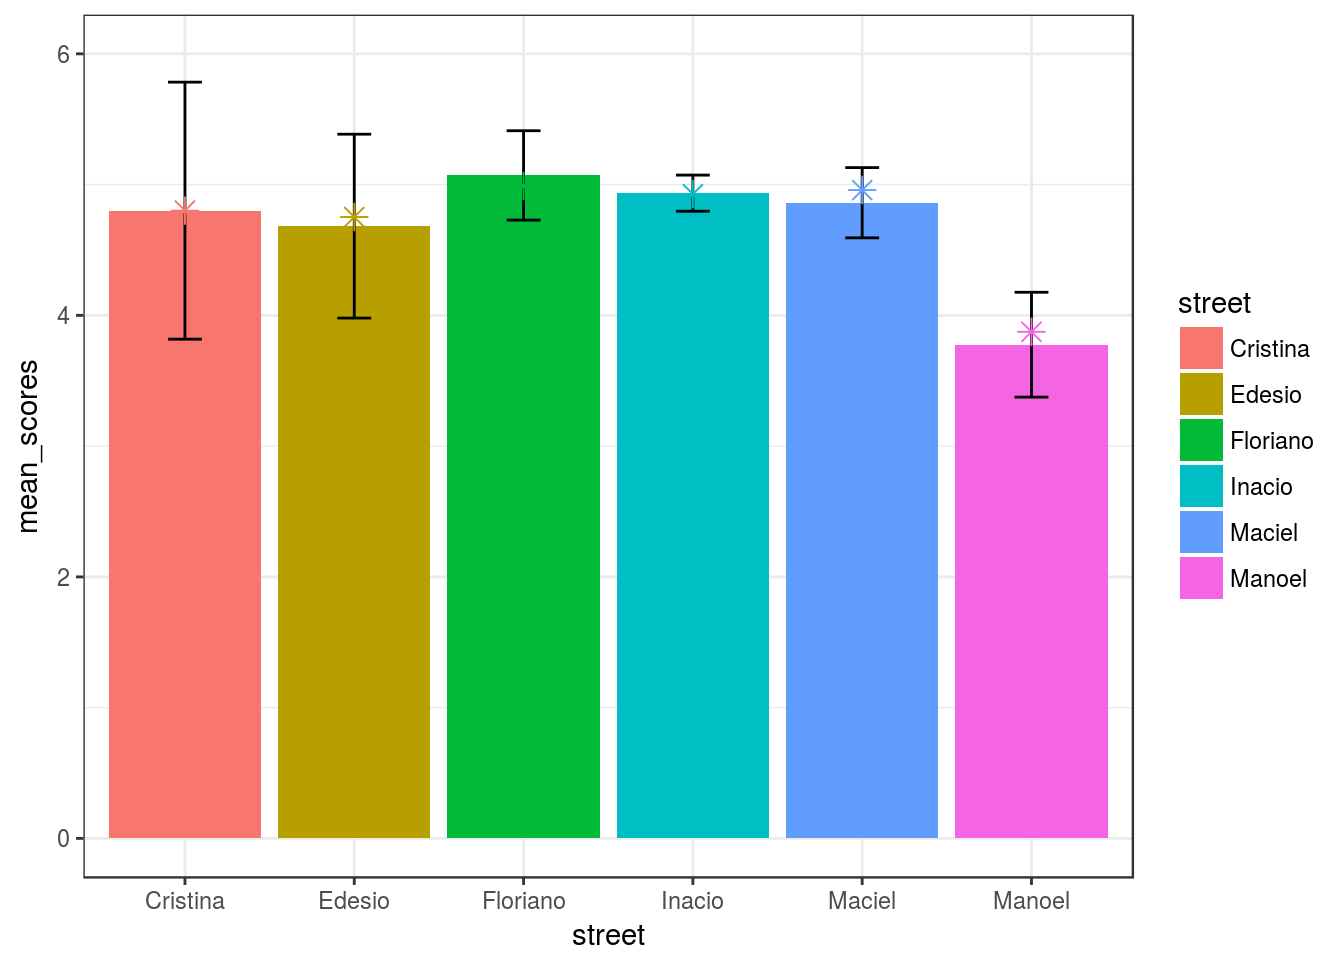 6
4
2
0
mean_scores
Cristina
Edesio
Floriano
Inacio
Maciel
Manoel
street
street
Cristina
Edesio
Floriano
Inacio
Maciel
Manoel